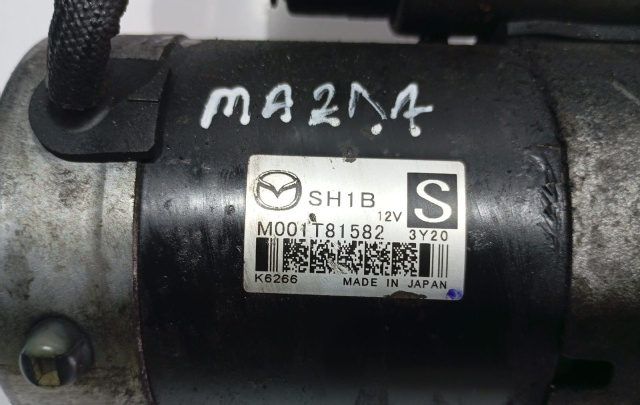 MAZDA
SH1B
12V
S
M001T81582 3Y20
K6266 MADE IN JAPAN